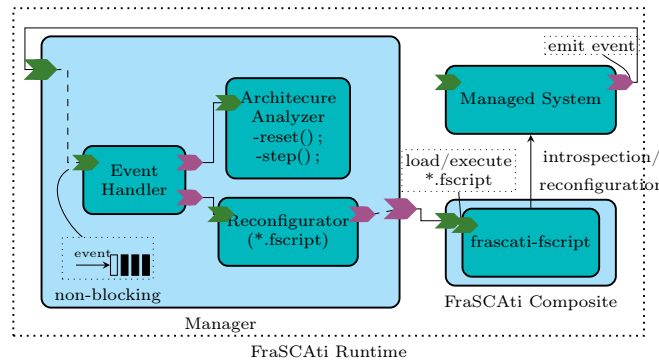 emit event
Architecure
Analyzer
-reset();
-step();
Managed System
Event
Handler
load/execute
*.fscript
introspection/
reconfiguration
Reconfigurator
(*.fscript)
frascati-fscript
event
non-blocking
FraSCAti Composite
Manager
FraSCAti Runtime